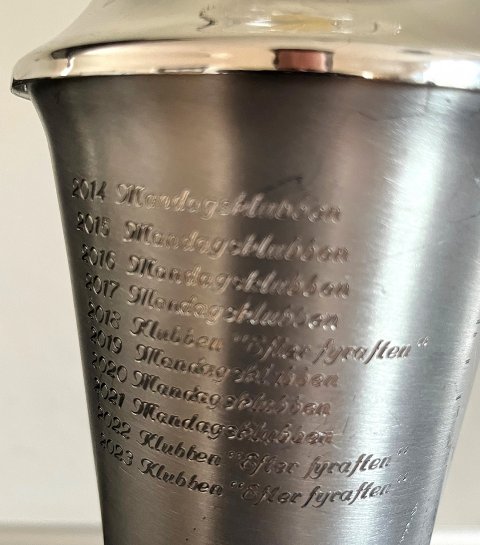 2014 Mandagsklubben
2015 Mandagsklubben
2016 Mandagsklubben
2017 Mandagsklubben
2018 Klubben "Efter fyraften"
2019 Mandagsklubben
2020 Mandagsklubben
2021 Mandagsklubben
2022 Klubben "Efter fyraften"
2023 Klubben "Efter fyraften"